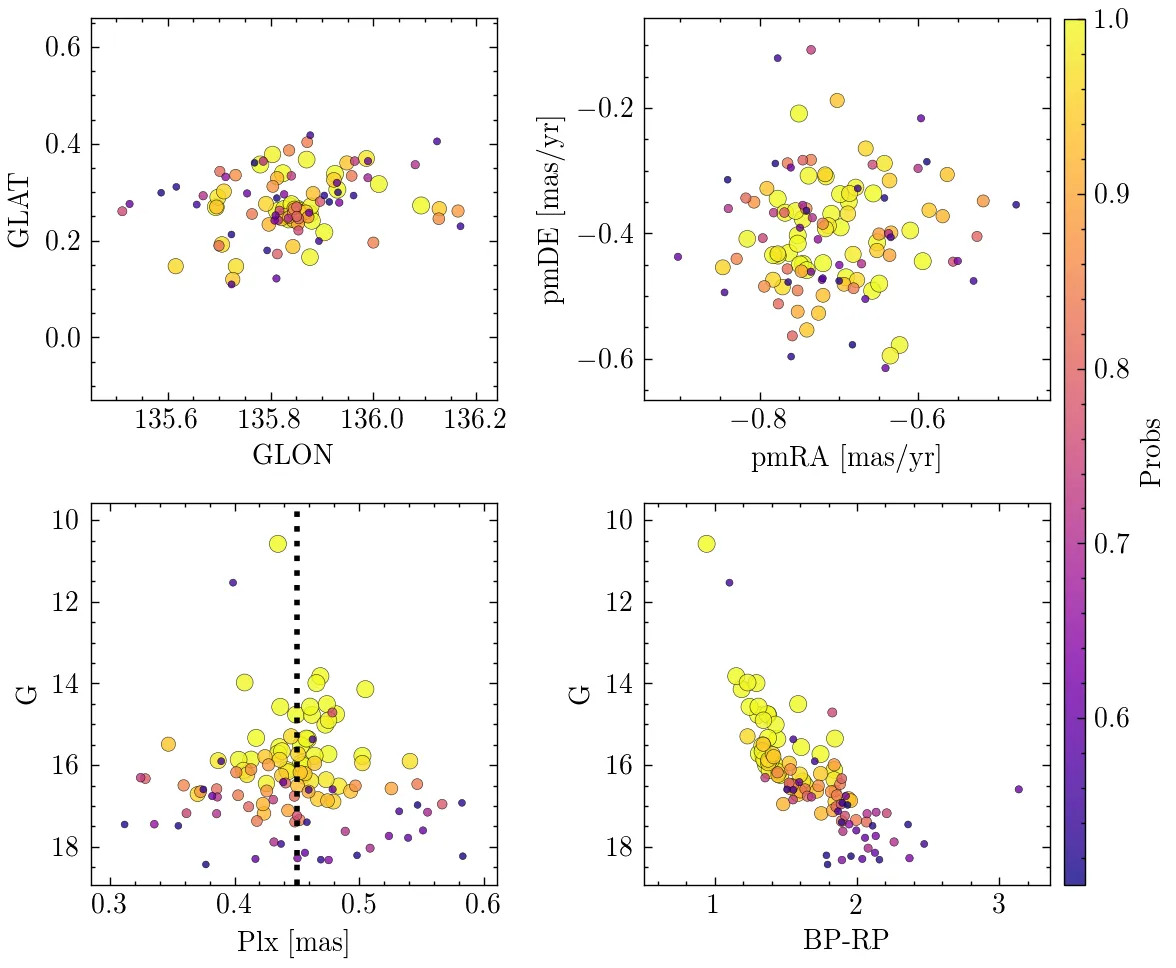 0.6
0.4
0.2
0.0
GLAT
135.6 135.8 136.0 136.2
GLON
−0.2
−0.4
−0.6
pmDE [mas/yr]
−0.8 −0.6
pmRA [mas/yr]
1.0
0.9
0.8
0.7
0.6
Probs
10
12
14
16
18
G
0.3 0.4 0.5 0.6
Plx [mas]
10
12
14
16
18
G
1 2 3
BP-RP